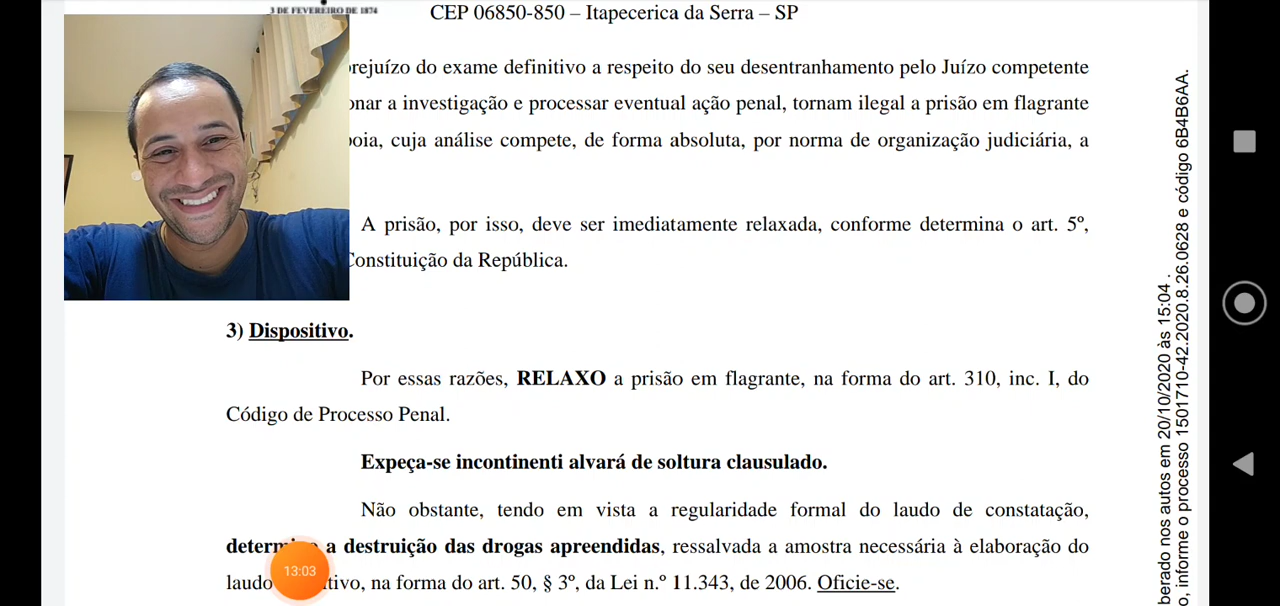 3 DE FEVEREIRO DE 1874
CEP 06850-850 – Itapecerica da Serra – SP
rejuízo do exame definitivo a respeito do seu desentranhamento pelo Juízo competente
onar a investigação e processar eventual ação penal, tornam ilegal a prisão em flagrante
oia, cuja análise compete, de forma absoluta, por norma de organização judiciária, a
A prisão, por isso, deve ser imediatamente relaxada, conforme determina o art. 5º,
Constituição da República.
3) Dispositivo.
Por essas razões, RELAXO a prisão em flagrante, na forma do art. 310, inc. I, do
Código de Processo Penal.
Expeça-se incontinenti alvará de soltura clausulado.
Não obstante, tendo em vista a regularidade formal do laudo de constatação,
determ a destruição das drogas apreendidas, ressalvada a amostra necessária à elaboração do
laudo tivo, na forma do art. 50, § 3º, da Lei n.º 11.343, de 2006. Oficie-se.
13:03
berado nos autos em 20/10/2020 às 15:04 .
o, informe o processo 1501710-42.2020.8.26.0628 e código 6B4B6AA.